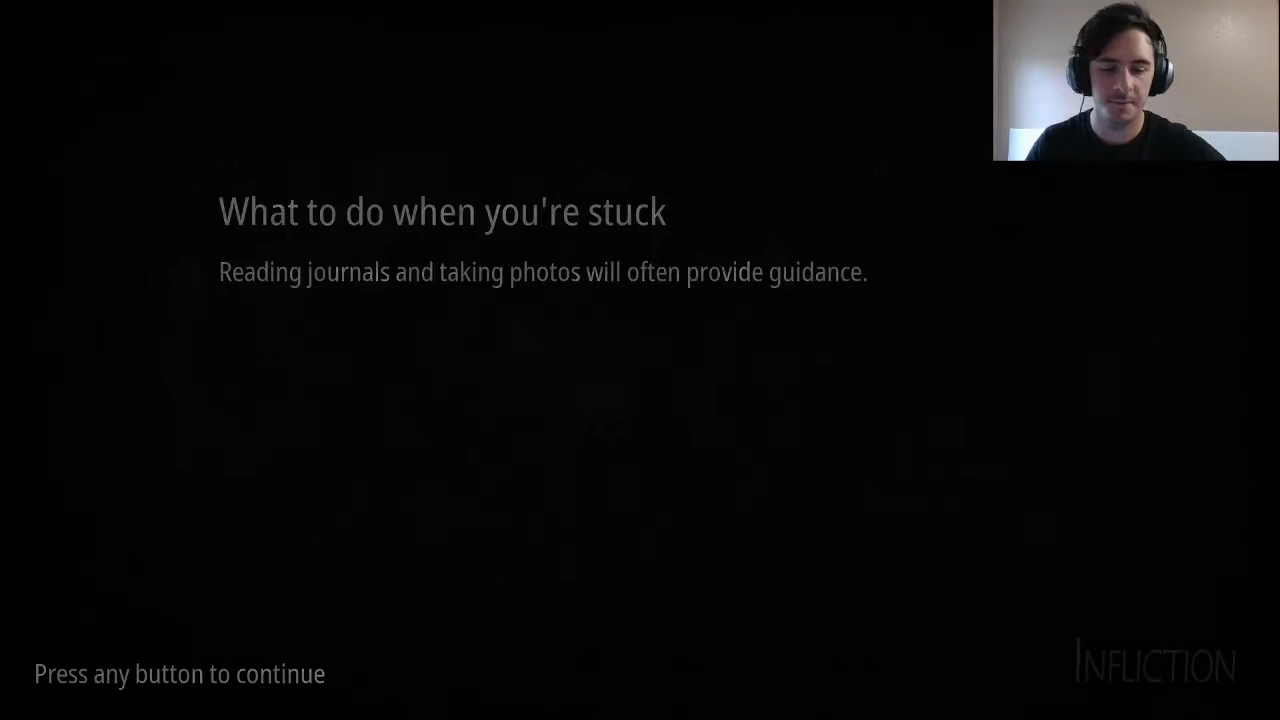 What to do when you're stuck
Reading journals and taking photos will often provide guidance.
Press any button to continue
INFLICTION